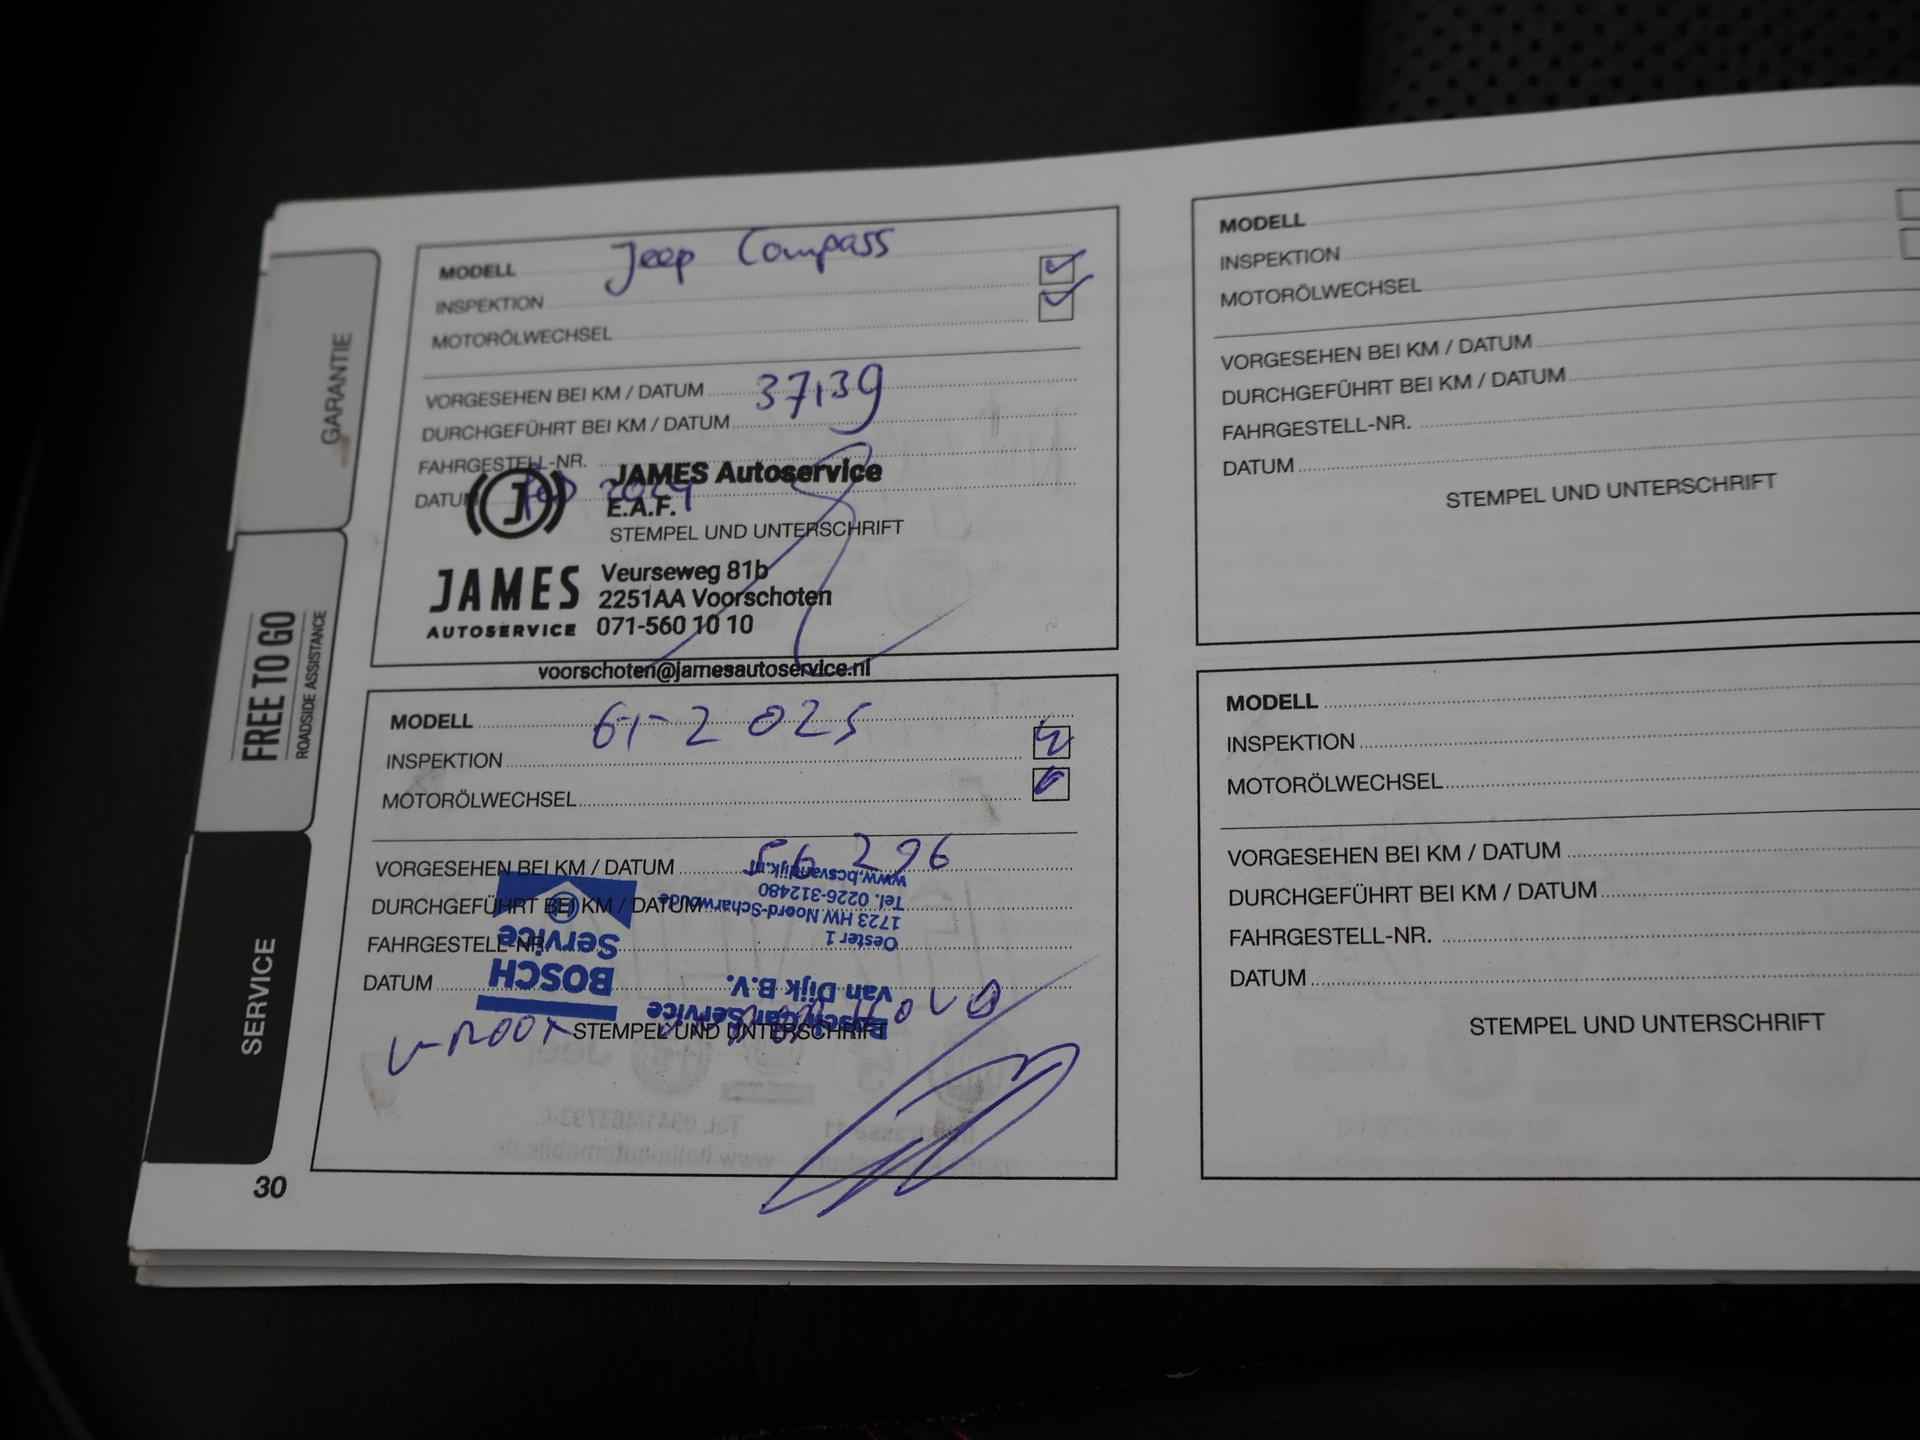 GARANTIE
FREE TO GO
ROADSIDE ASSISTANCE
SERVICE
MODELL Jeep Compass
INSPEKTION
MOTORÖLWECHSEL
VORGESEHEN BEI KM / DATUM
DURCHGEFÜHRT BEI KM / DATUM
FAHRGESTELL-NR.
DATUM
JAMES Autoservice
E.A.F.
STEMPEL UND UNTERSCHRIFT
JAMES
AUTOSERVICE
Veurseweg 81b
2251AA Voorschoten
071-560 10 10
voorschoten@jamesautoservice.nl
MODELL
INSPEKTION
MOTORÖLWECHSEL
VORGESEHEN BEI KM / DATUM 56 296
DURCHGEFÜHRT BEI KM / DATUM
FAHRGESTELL-NR.
DATUM
STEMPEL UND UNTERSCHRIFT
Bosch Car Service
van Dijk B.V.
Oester 1
1723 HW Noord-Scharwoude
Tel. 0226-312480
www.bcsvandijk.nl
BOSCH
Service
30
MODELL
INSPEKTION
MOTORÖLWECHSEL
VORGESEHEN BEI KM / DATUM
DURCHGEFÜHRT BEI KM / DATUM
FAHRGESTELL-NR.
DATUM
STEMPEL UND UNTERSCHRIFT
MODELL
INSPEKTION
MOTORÖLWECHSEL
VORGESEHEN BEI KM / DATUM
DURCHGEFÜHRT BEI KM / DATUM
FAHRGESTELL-NR.
DATUM
STEMPEL UND UNTERSCHRIFT